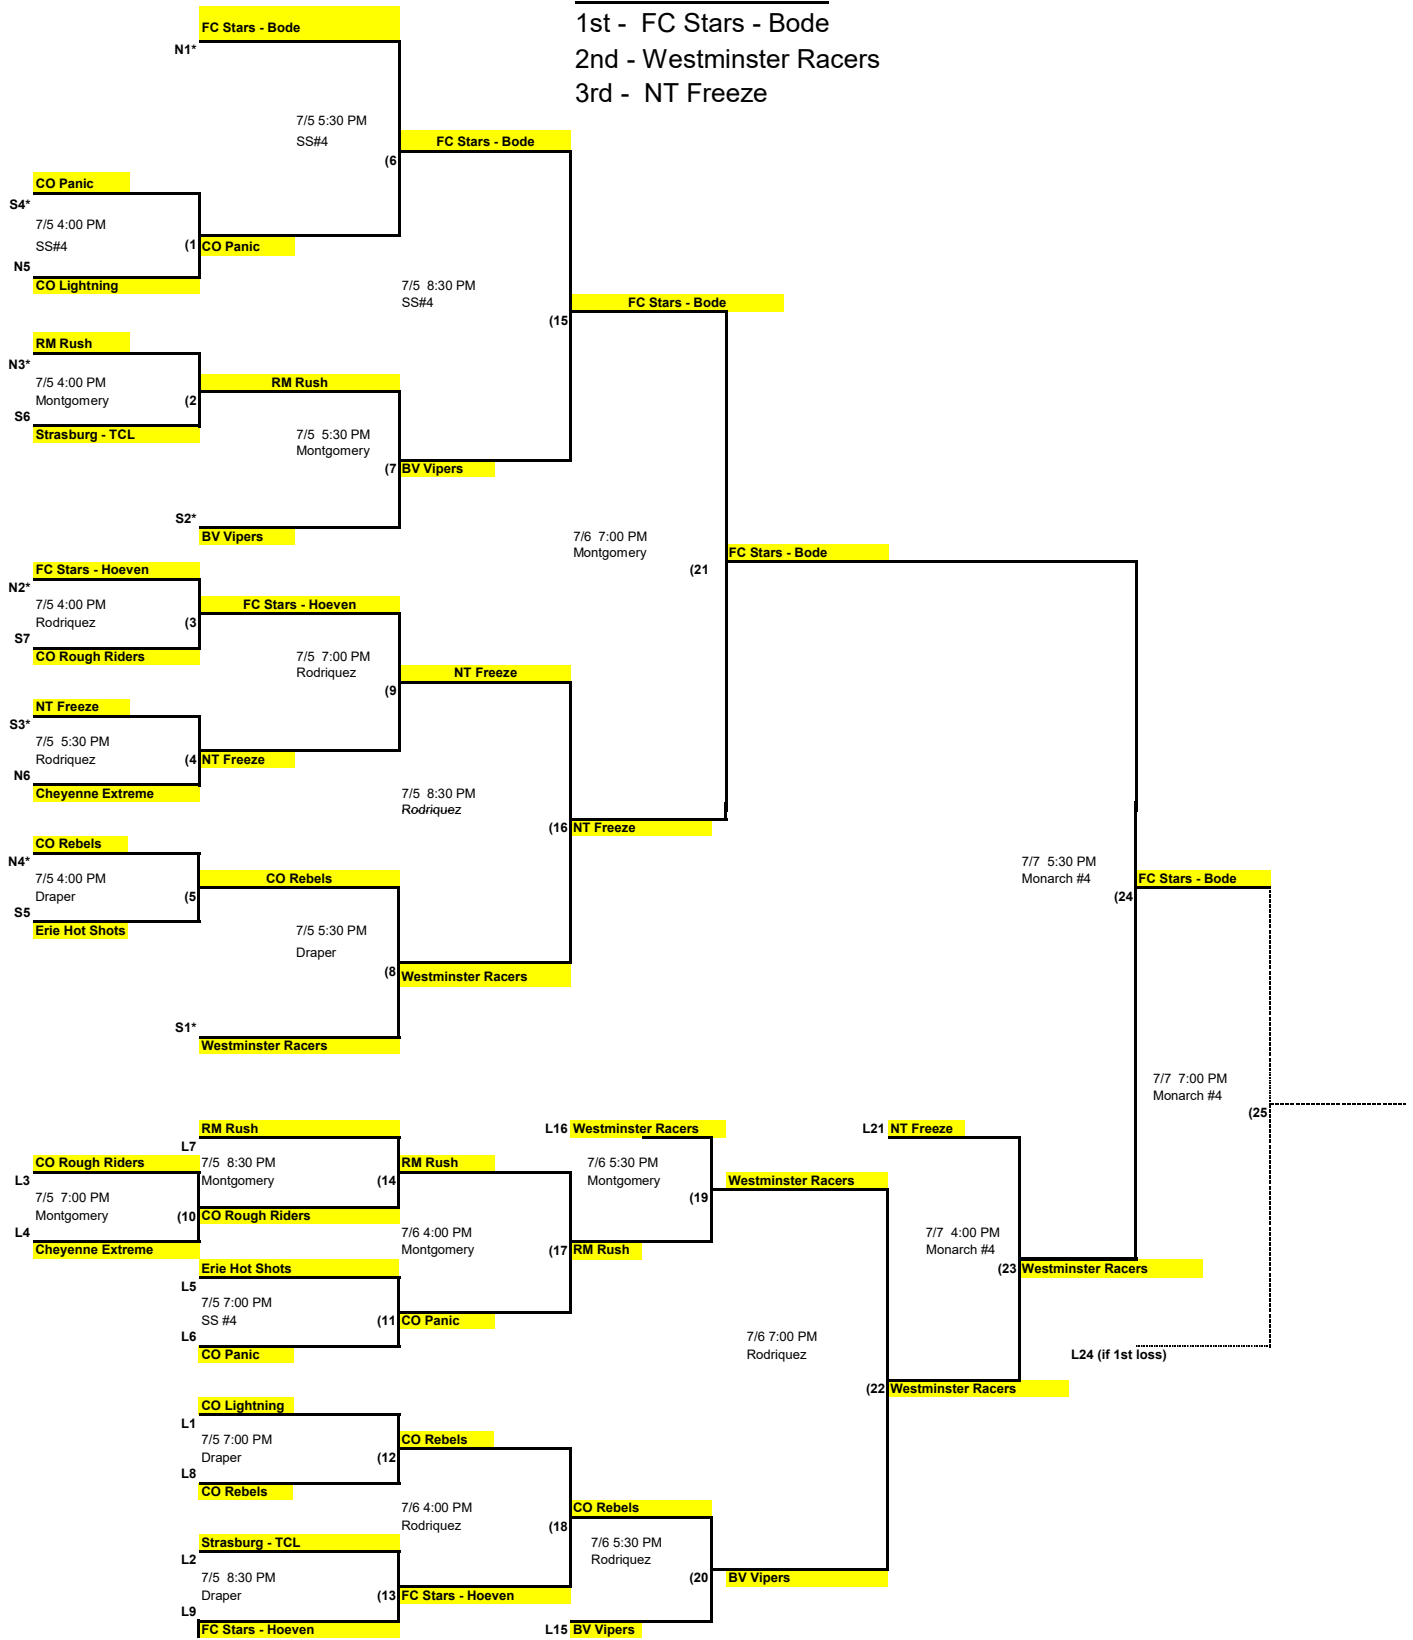 1st -  FC Stars - Bode
2nd - Westminster Racers
3rd -  NT Freeze
FC Stars - Bode
N1*
7/5 5:30 PM
SS#4
(6
FC Stars - Bode
CO Panic
S4*
7/5 4:00 PM
SS#4
(1
CO Panic
N5
CO Lightning
7/5  8:30 PM
SS#4
(15
FC Stars - Bode
RM Rush
N3*
7/5 4:00 PM
Montgomery
(2
RM Rush
S6
Strasburg - TCL
7/5  5:30 PM
Montgomery
(7
BV Vipers
S2*
BV Vipers
7/6  7:00 PM
Montgomery
(21
FC Stars - Bode
FC Stars - Hoeven
N2*
7/5 4:00 PM
Rodriquez
(3
FC Stars - Hoeven
S7
CO Rough Riders
7/5  7:00 PM
Rodriquez
(9
NT Freeze
NT Freeze
S3*
7/5  5:30 PM
Rodriquez
(4
NT Freeze
N6
Cheyenne Extreme
7/5  8:30 PM
Rodriquez
(16
NT Freeze
CO Rebels
N4*
7/5 4:00 PM
Draper
(5
CO Rebels
S5
Erie Hot Shots
7/5 5:30 PM
Draper
(8
Westminster Racers
S1*
Westminster Racers
7/7  5:30 PM
Monarch #4
(24
FC Stars - Bode
7/7  7:00 PM
Monarch #4
(25
RM Rush
L7
CO Rough Riders
L3
7/5  7:00 PM
Montgomery
(10
L4
Cheyenne Extreme
7/5  8:30 PM
Montgomery
(14
CO Rough Riders
RM Rush
Erie Hot Shots
L5
7/5 7:00 PM
SS #4
(11
CO Panic
L6
CO Panic
7/6 4:00 PM
Montgomery
(17
RM Rush
L16
Westminster Racers
7/6 5:30 PM
Montgomery
(19
Westminster Racers
L21
NT Freeze
7/7  4:00 PM
Monarch #4
(23
Westminster Racers
7/6 7:00 PM
Rodriquez
L24 (if 1st loss)
(22
Westminster Racers
CO Lightning
L1
7/5 7:00 PM
Draper
(12
CO Rebels
L8
CO Rebels
7/6 4:00 PM
Rodriquez
(18
CO Rebels
Strasburg - TCL
L2
7/5  8:30 PM
Draper
(13
FC Stars - Hoeven
L9
FC Stars - Hoeven
7/6 5:30 PM
Rodriquez
(20
BV Vipers
L15
BV Vipers